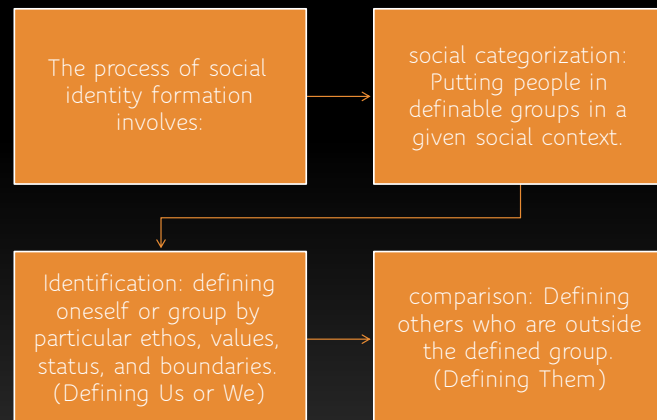 The process of social
identity formation
involves:
social categorization:
Putting people in
definable groups in a
given social context.
Identification: defining
oneself or group by
particular ethos, values,
status, and boundaries.
(Defining Us or We)
comparison: Defining
others who are outside
the defined group.
(Defining Them)